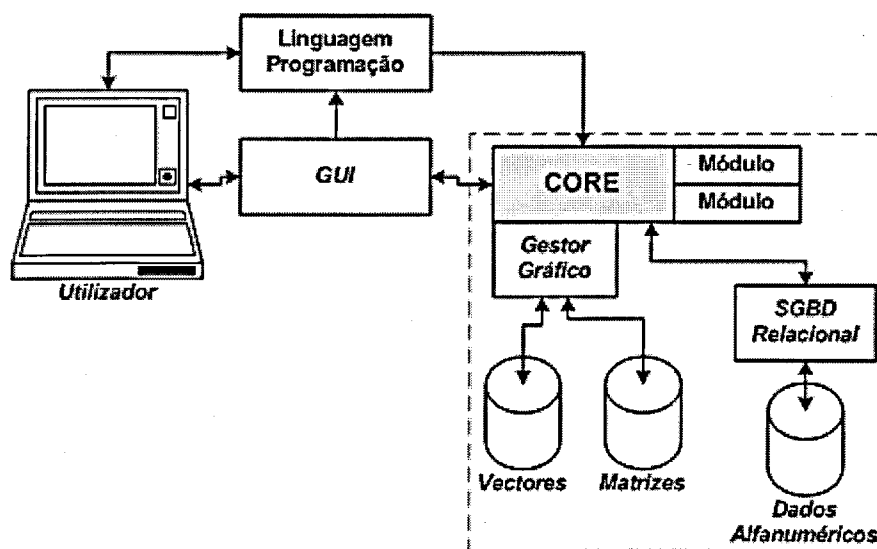 Linguagem
Programação
GUI
CORE
Módulo
Módulo
Gestor
Gráfico
Utilizador
SGBD
Relacional
Vectores
Matrizes
Dados
Alfanuméricos